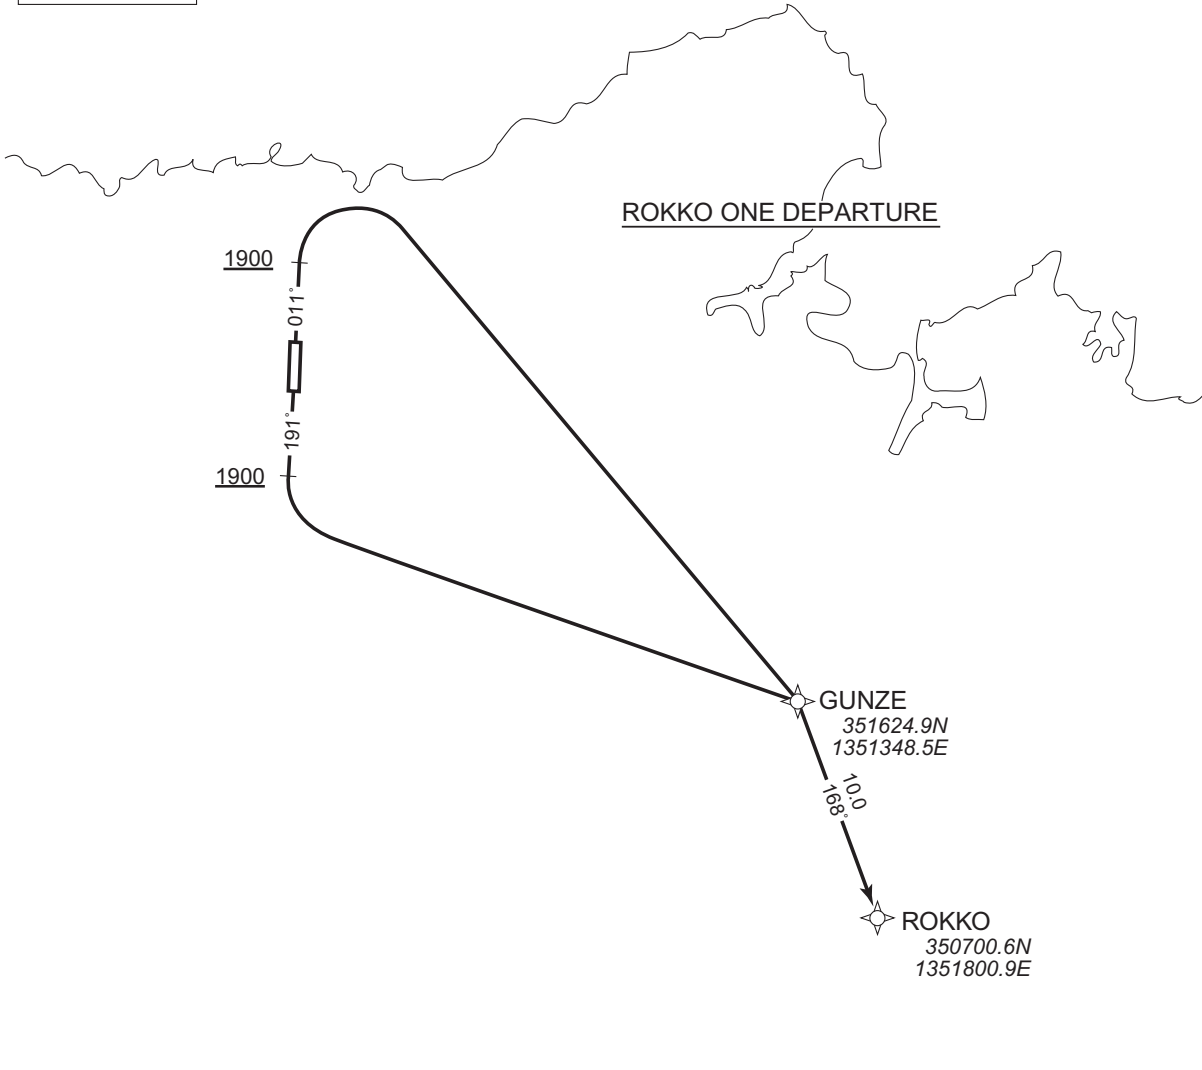 ROKKO ONE DEPARTURE
1900
011°
191°
1900
GUNZE
351624.9N
1351348.5E
10.0
168°
ROKKO
350700.6N
1351800.9E